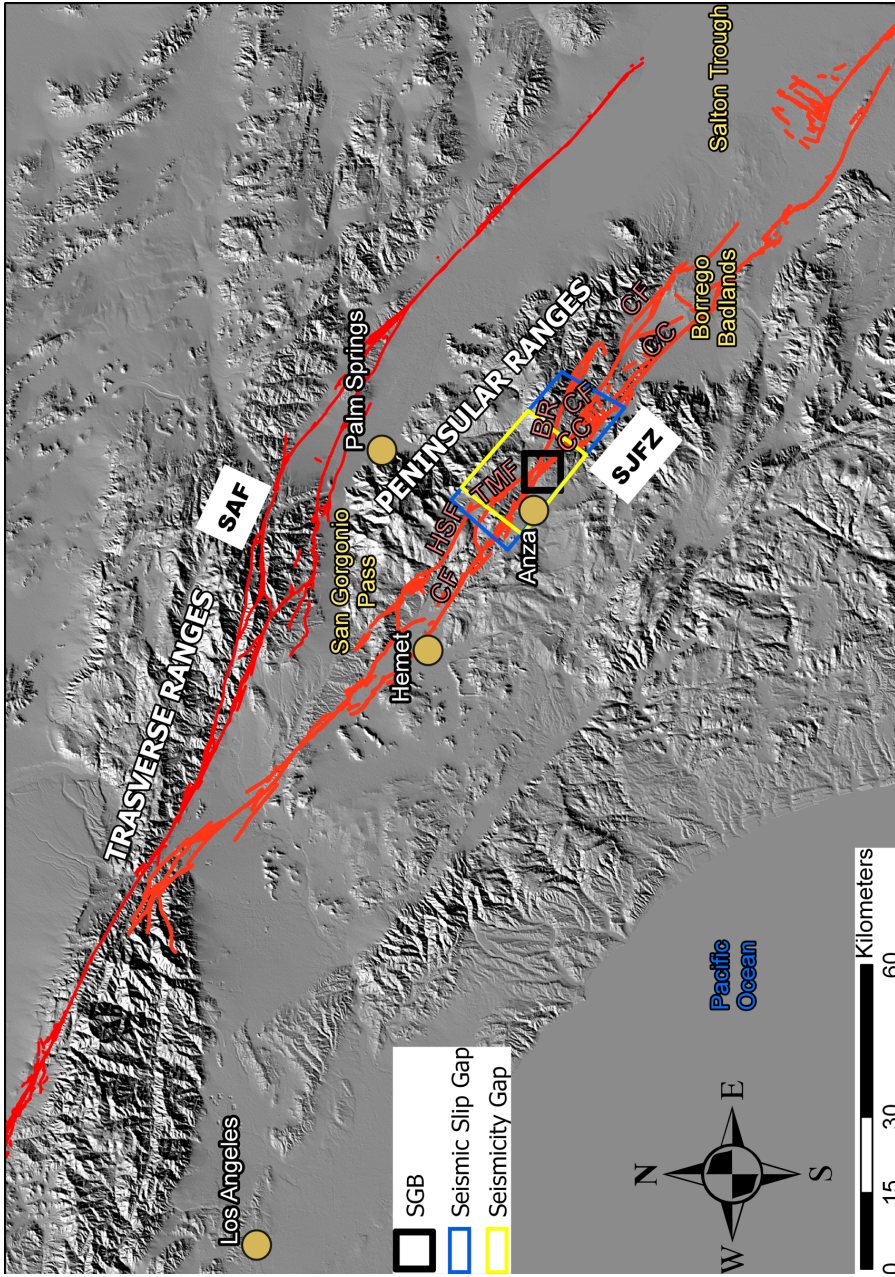 TRASVERSE RANGES
SAF
Palm Springs
San Gorgonio
Pass
PENINSULAR RANGES
Salton Trough
Los Angeles
Hemet
HSF
CF
TMF
BR
CF
CC
Anza
SJFZ
CF
CC
Borrego
Badlands
Pacific
Ocean
SGB
Seismic Slip Gap
Seismicity Gap
N
W
E
S
Kilometers
0
15
30
60